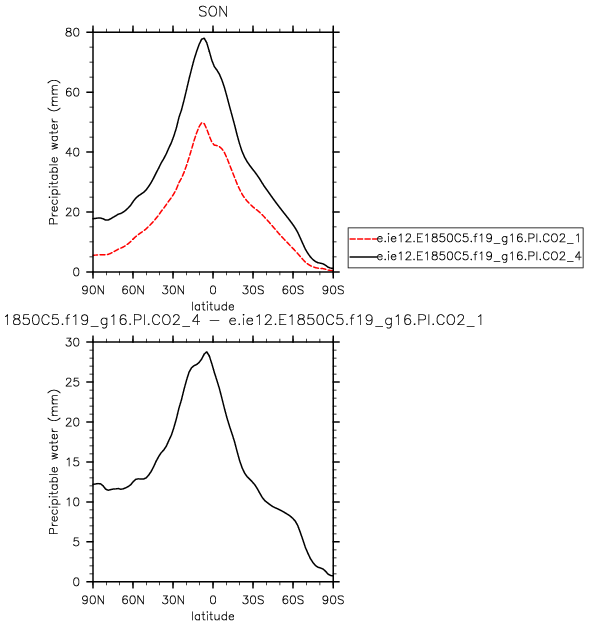 SON
80
60
40
20
0
Precipitable water (mm)
90N 60N 30N 0 30S 60S 90S
latitude
e.ie12.E1850C5.f19_g16.PI.CO2_1
e.ie12.E1850C5.f19_g16.PI.CO2_4
1850C5.f19_g16.PI.CO2_4 − e.ie12.E1850C5.f19_g16.PI.CO2_1
30
25
20
15
10
5
0
Precipitable water (mm)
90N 60N 30N 0 30S 60S 90S
latitude